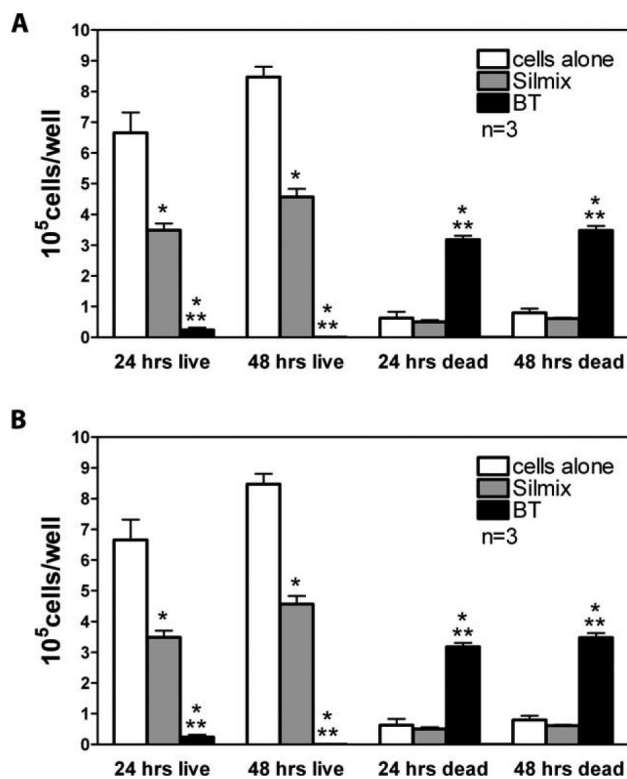 A
10
9
8
7
6
5
4
3
2
1
0
10⁵cells/well
cells alone
Silmix
BT
n=3
*
*
*
**
*
**
*
**
*
**
24 hrs live
48 hrs live
24 hrs dead
48 hrs dead
B
10
9
8
7
6
5
4
3
2
1
0
10⁵cells/well
cells alone
Silmix
BT
n=3
*
*
*
**
*
**
*
**
*
**
24 hrs live
48 hrs live
24 hrs dead
48 hrs dead